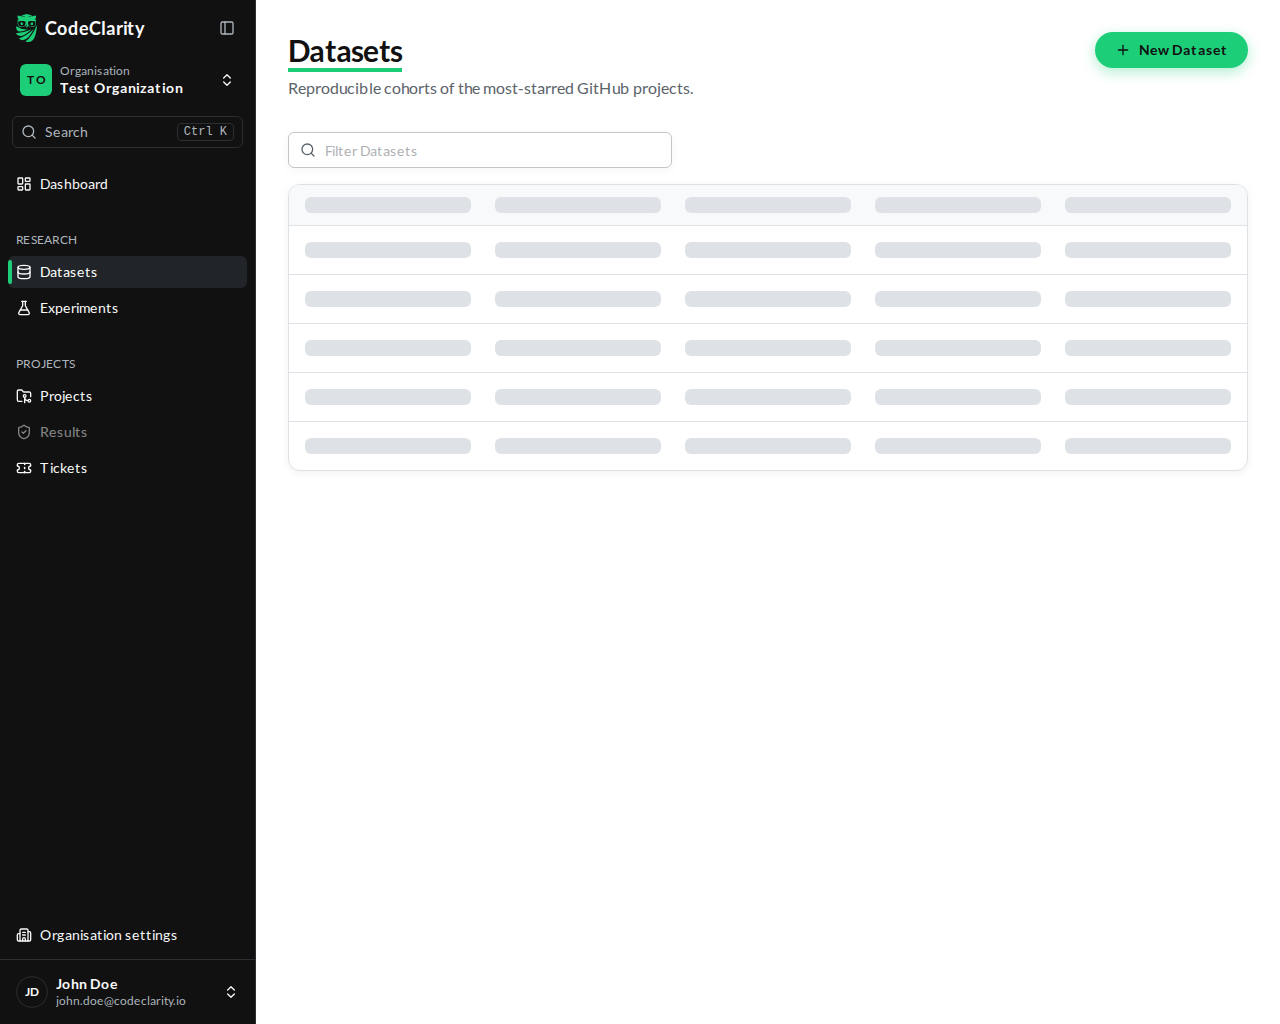 CodeClarity
TO
Organisation
Test Organization
Search
Ctrl K
Dashboard
RESEARCH
Datasets
Experiments
PROJECTS
Projects
Results
Tickets
Organisation settings
JD
John Doe
john.doe@codeclarity.io
Datasets
New Dataset
Reproducible cohorts of the most-starred GitHub projects.
Filter Datasets